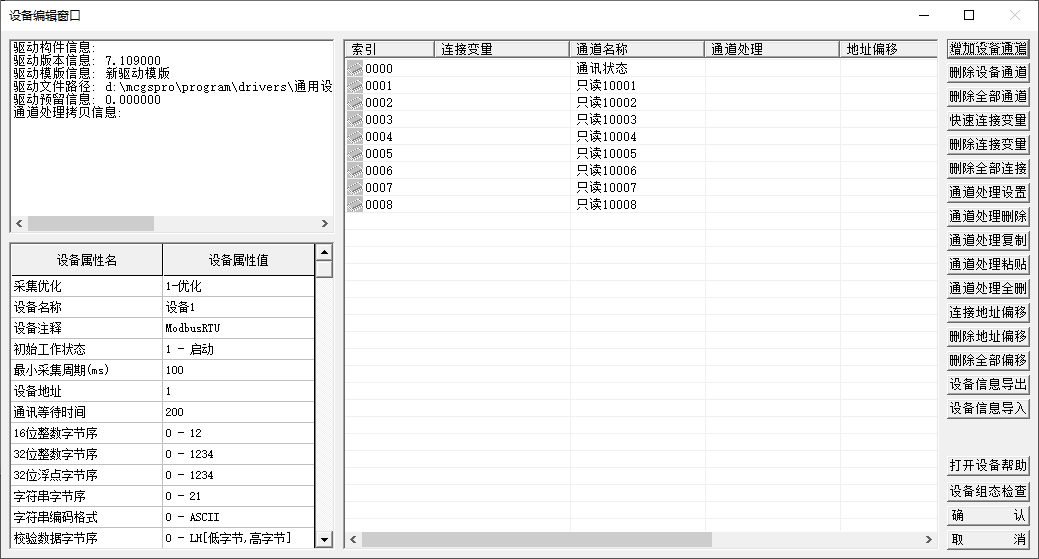 设备编辑窗口
驱动构件信息:
驱动版本信息: 7.109000
驱动模版信息: 新驱动模版
驱动文件路径: d:\mcgspro\program\drivers\通用设
驱动预留信息: 0.000000
通道处理拷贝信息:
设备属性名 设备属性值
采集优化 1-优化
设备名称 设备1
设备注释 ModbusRTU
初始工作状态 1 - 启动
最小采集周期(ms) 100
设备地址 1
通讯等待时间 200
16位整数字节序 0 - 12
32位整数字节序 0 - 1234
32位浮点字节序 0 - 1234
字符串字节序 0 - 21
字符串编码格式 0 - ASCII
校验数据字节序 0 - LH[低字节,高字节]
索引 连接变量 通道名称 通道处理 地址偏移
0000 通讯状态
0001 只读10001
0002 只读10002
0003 只读10003
0004 只读10004
0005 只读10005
0006 只读10006
0007 只读10007
0008 只读10008
增加设备通道
删除设备通道
删除全部通道
快速连接变量
删除连接变量
删除全部连接
通道处理设置
通道处理删除
通道处理复制
通道处理粘贴
通道处理全删
连接地址偏移
删除地址偏移
删除全部偏移
设备信息导出
设备信息导入
打开设备帮助
设备组态检查
确 认
取 消